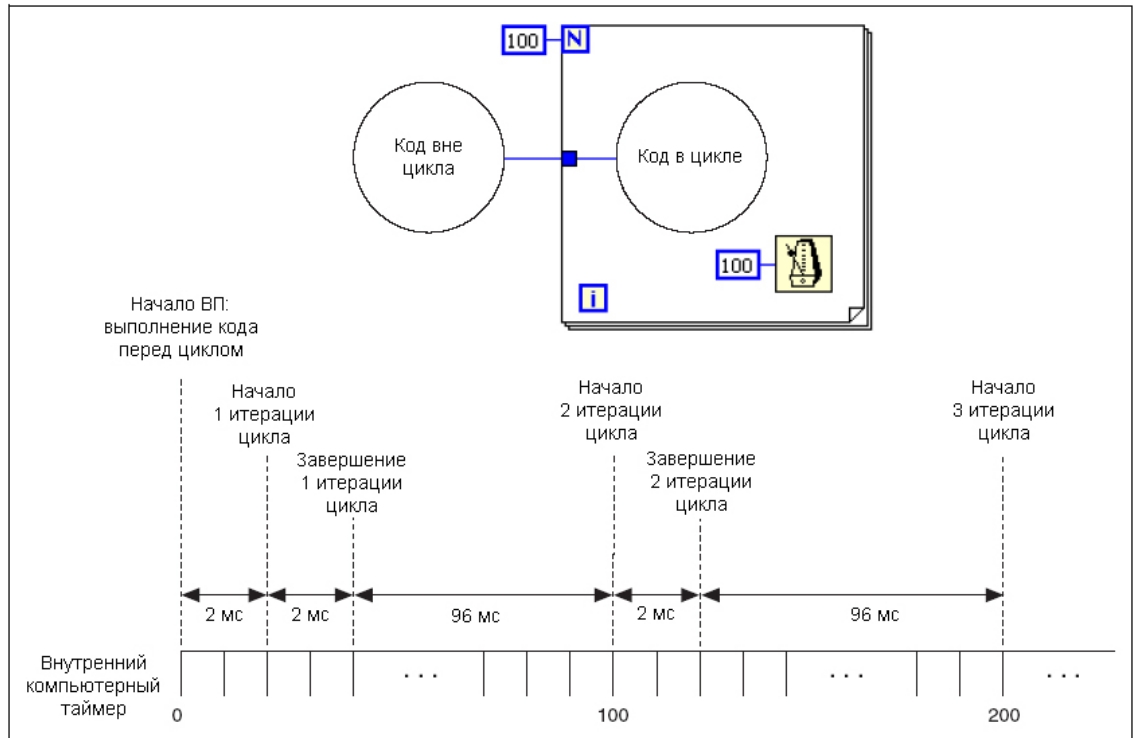 100 N
Код вне
цикла
Код в цикле
100
i
Начало ВП:
выполнение кода
перед циклом
Начало
1 итерации
цикла
Завершение
1 итерации
цикла
Начало
2 итерации
цикла
Завершение
2 итерации
цикла
Начало
3 итерации
цикла
2 мс
2 мс
96 мс
2 мс
96 мс
Внутренний
компьютерный
таймер
. . .
. . .
. . .
0
100
200